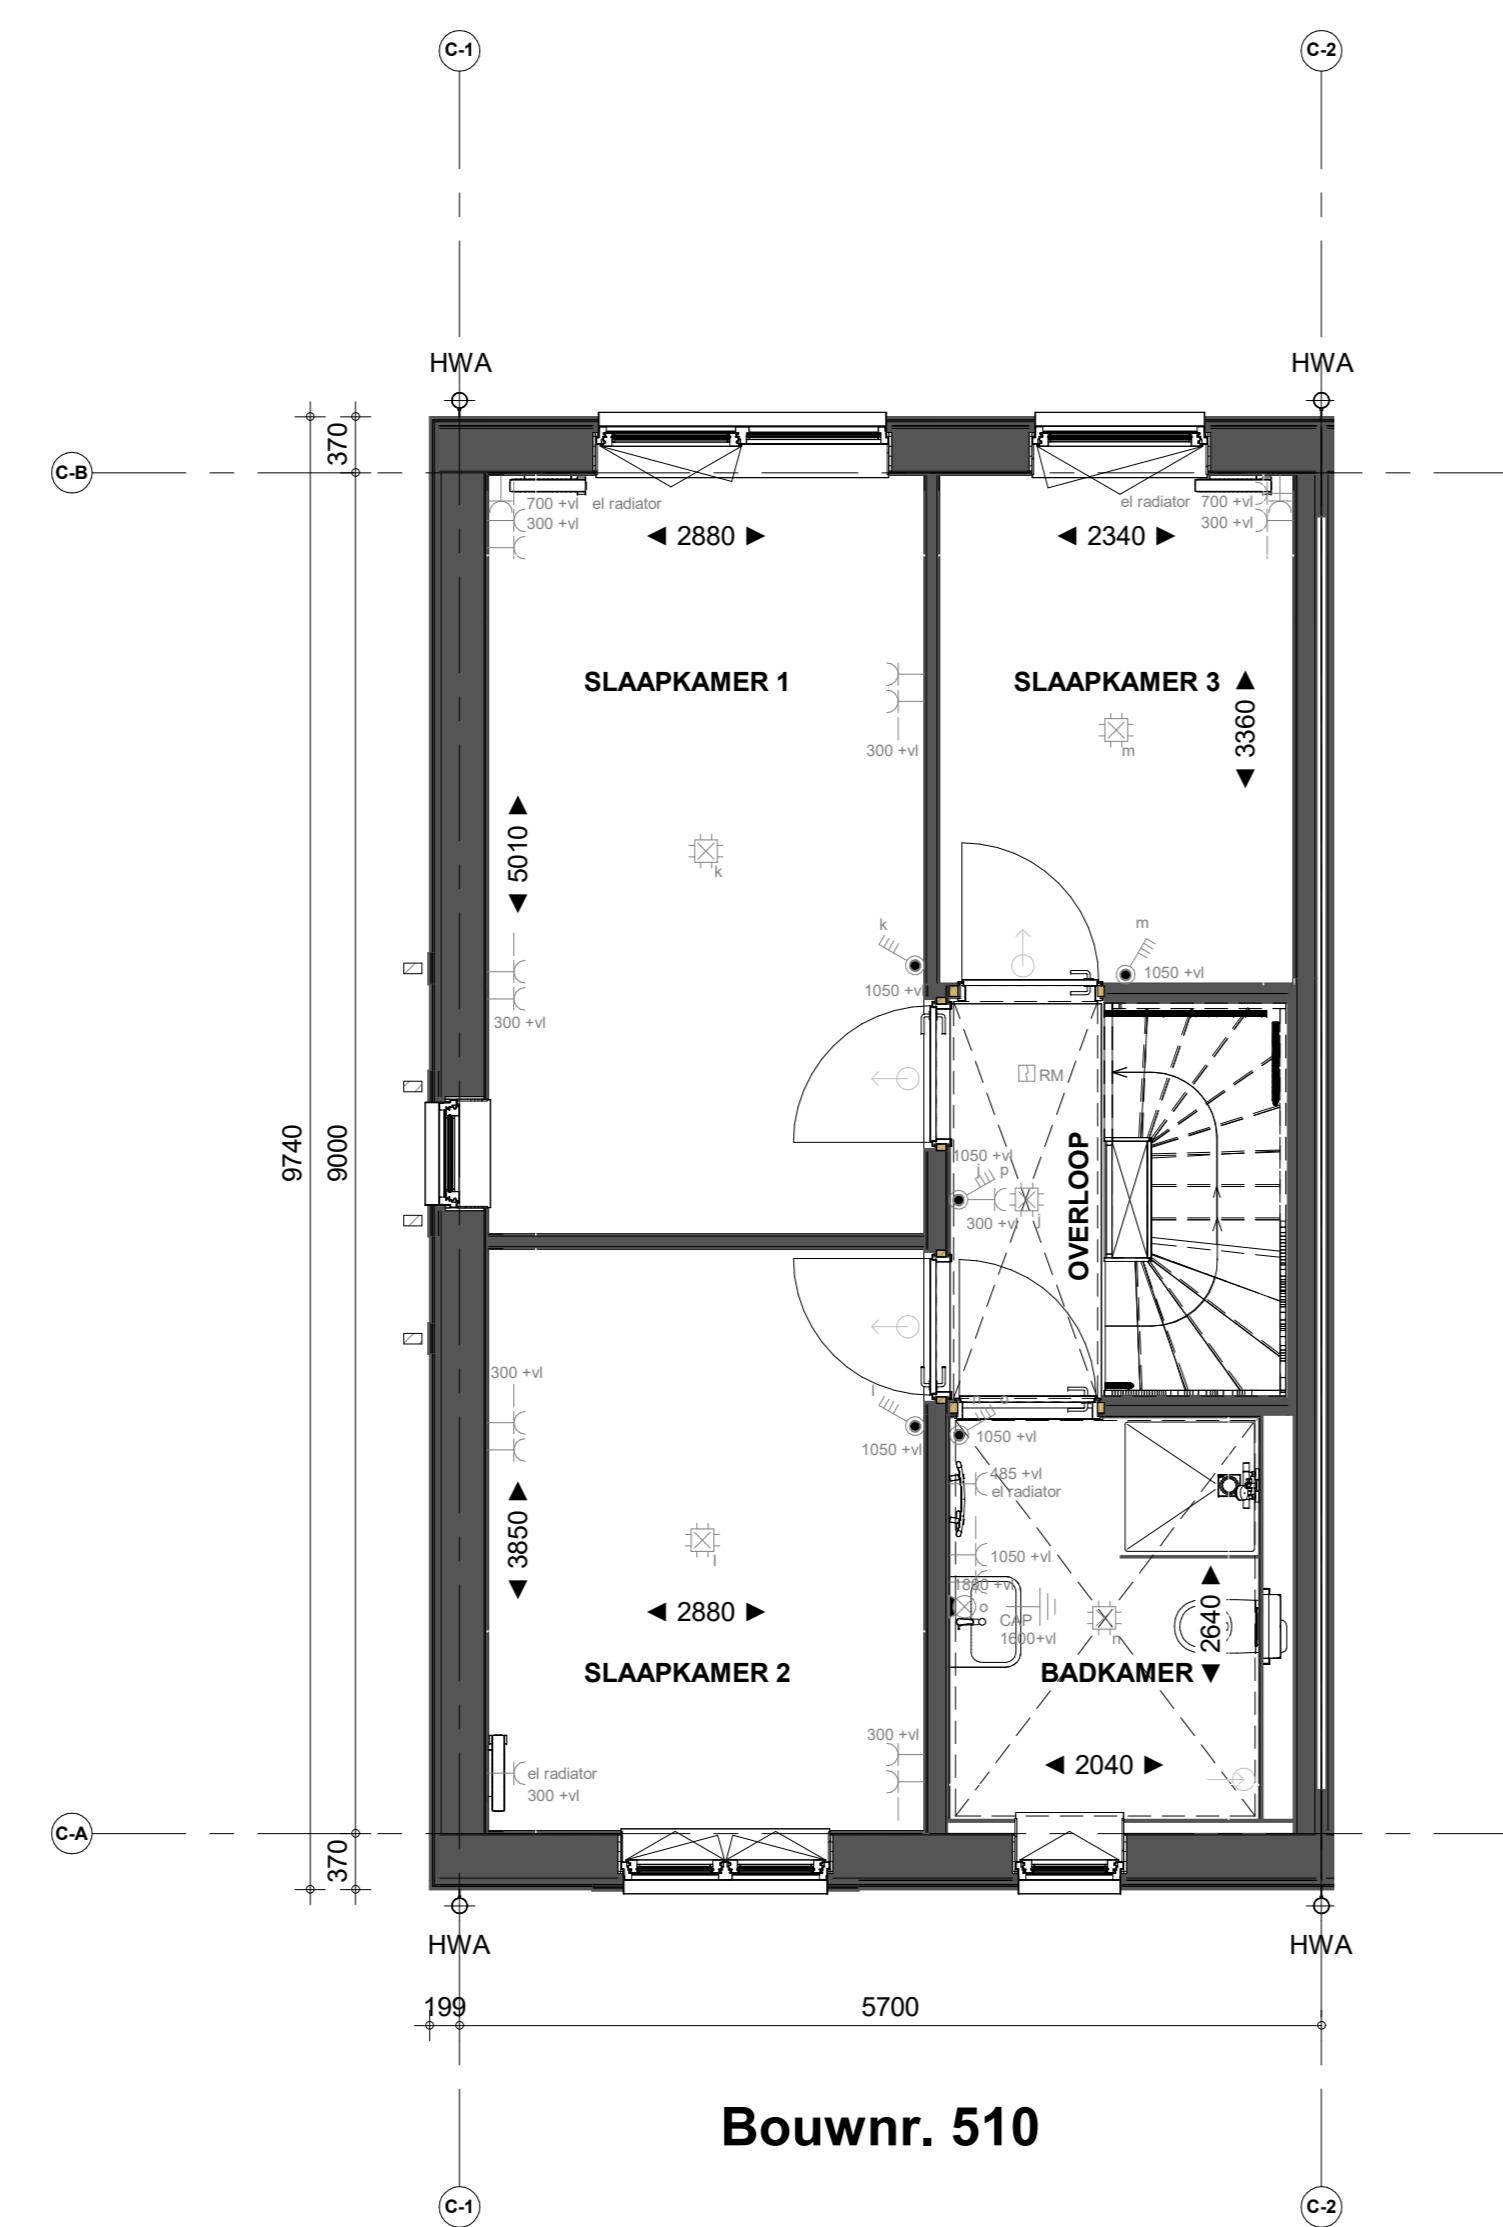 C-1
C-2
HWA
HWA
370
C-B
700 +vl
el radiator
300 +vl
el radiator
700 +vl
300 +vl
2880
2340
SLAAPKAMER 1
SLAAPKAMER 3
3360
m
300 +vl
5010
k
k
m
1050 +vl
1050 +vl
300 +vl
RM
9740
9000
1050 +vl
j p
300 +vl
j
OVERLOOP
300 +vl
l
1050 +vl
1050 +vl
485 +vl
el radiator
3850
l
1050 +vl
2880
o
CAP
1600+vl
n
2640
SLAAPKAMER 2
BADKAMER
300 +vl
2040
el radiator
300 +vl
C-A
370
HWA
HWA
199
5700
Bouwnr. 510
C-1
C-2